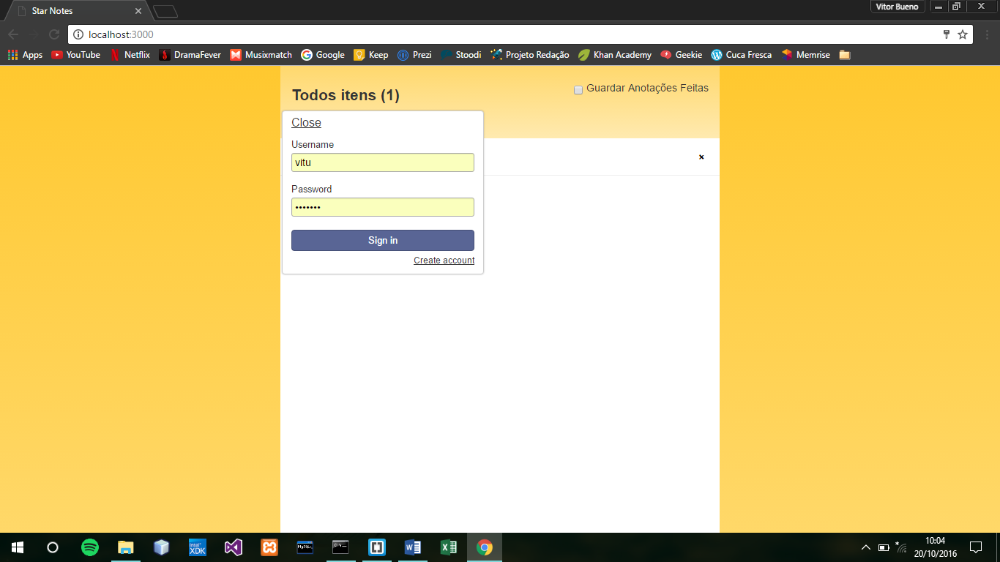 Star Notes
Vitor Bueno
localhost:3000
Apps YouTube Netflix DramaFever Musixmatch Google Keep Prezi Stoodi Projeto Redação Khan Academy Geekie Cuca Fresca Memrise
Todos itens (1)
Guardar Anotações Feitas
Close
Username
vitu
Password
•••••••
Sign in
Create account
intel XDK
10:04
20/10/2016